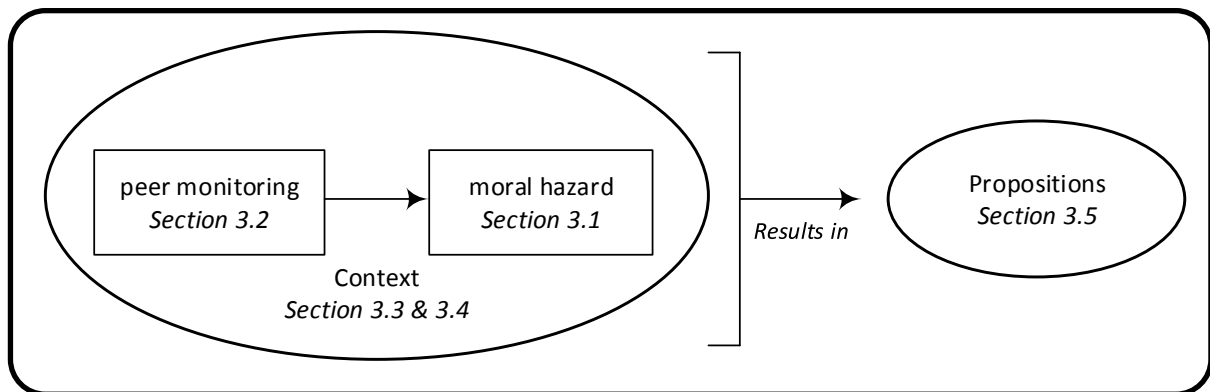 peer monitoring
Section 3.2
moral hazard
Section 3.1
Context
Section 3.3 & 3.4
Results in
Propositions
Section 3.5